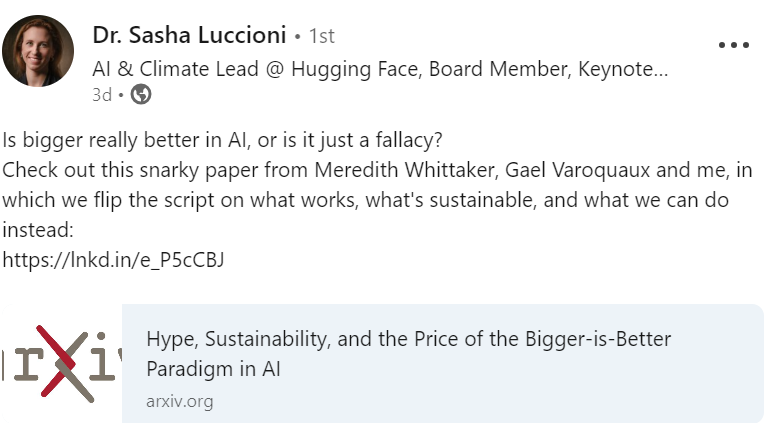 Dr. Sasha Luccioni • 1st
AI & Climate Lead @ Hugging Face, Board Member, Keynote...
3d •
Is bigger really better in AI, or is it just a fallacy?
Check out this snarky paper from Meredith Whittaker, Gael Varoquaux and me, in
which we flip the script on what works, what's sustainable, and what we can do
instead:
https://lnkd.in/e_P5cCBJ
arXiv
Hype, Sustainability, and the Price of the Bigger-is-Better
Paradigm in AI
arxiv.org